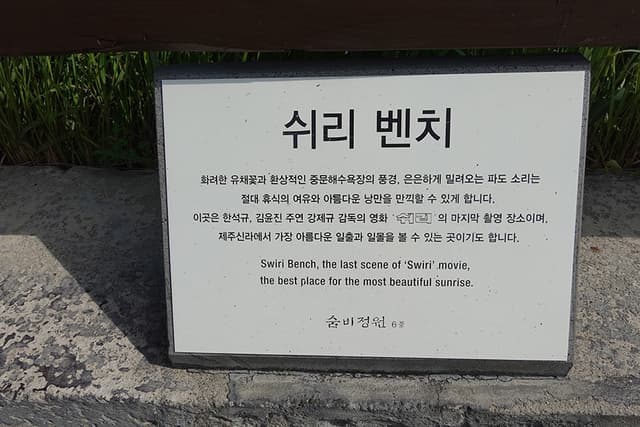 쉬리 벤치
화려한 유채꽃과 환상적인 중문해수욕장의 풍경, 은은하게 밀려오는 파도 소리는
절대 휴식의 여유와 아름다운 낭만을 만끽할 수 있게 합니다.
이곳은 한석규, 김윤진 주연 강제규 감독의 영화 '쉬리'의 마지막 촬영 장소이며,
제주신라에서 가장 아름다운 일출과 일몰을 볼 수 있는 곳이기도 합니다.
Swiri Bench, the last scene of 'Swiri' movie,
the best place for the most beautiful sunrise.
숨비정원 6경